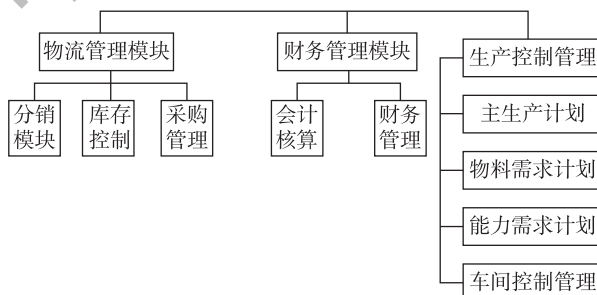 物流管理模块
财务管理模块
生产控制管理
分销
模块
库存
控制
采购
管理
会计
核算
财务
管理
主生产计划
物料需求计划
能力需求计划
车间控制管理